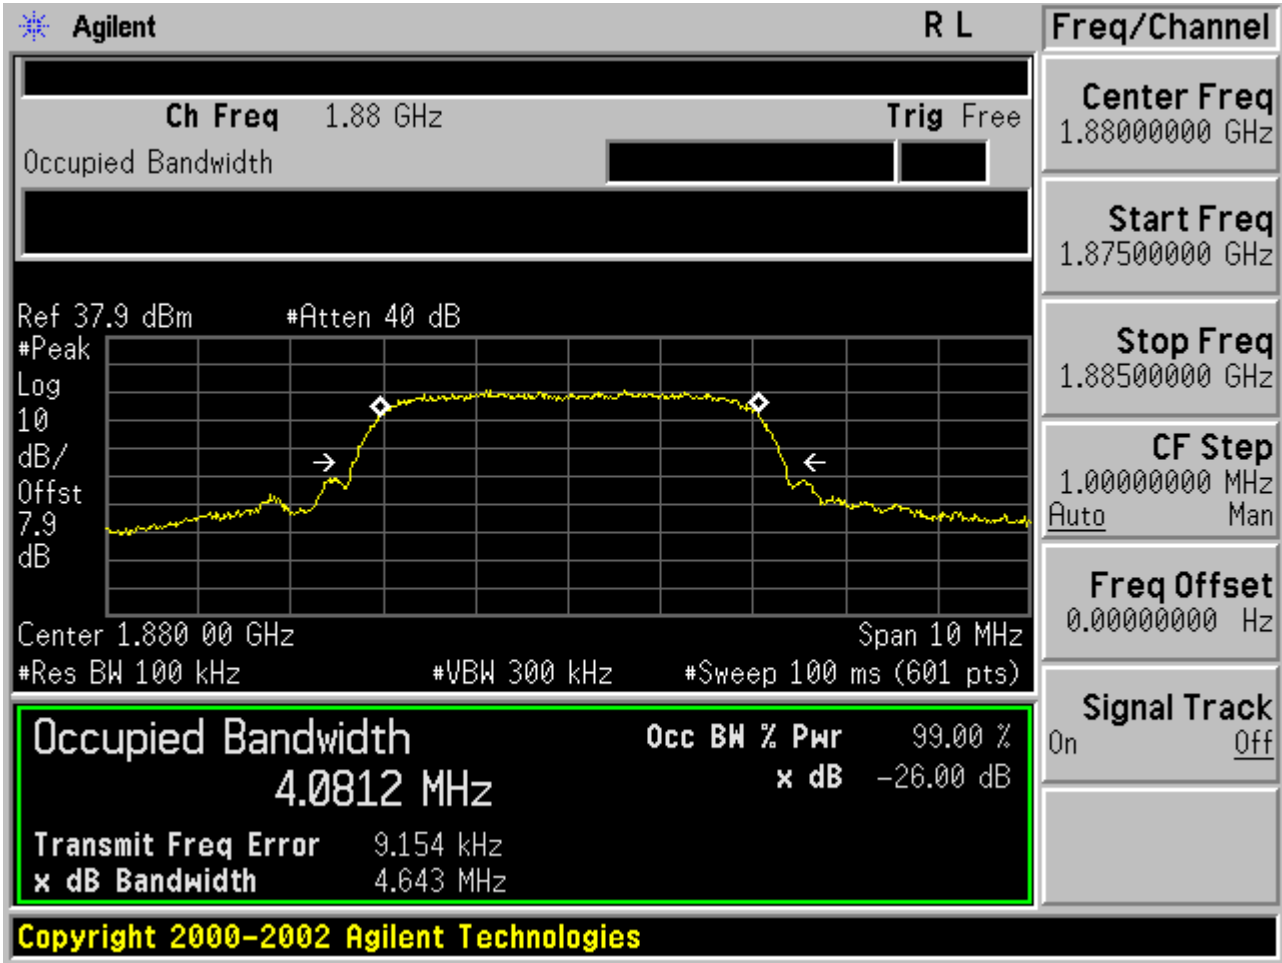 Agilent R L
Ch Freq 1.88 GHz Trig Free
Occupied Bandwidth
Ref 37.9 dBm #Atten 40 dB
#Peak
Log
10
dB/
Offst
7.9
dB
Center 1.880 00 GHz Span 10 MHz
#Res BW 100 kHz #VBW 300 kHz #Sweep 100 ms (601 pts)
Occupied Bandwidth
4.0812 MHz
Occ BW % Pwr 99.00 %
x dB -26.00 dB
Transmit Freq Error 9.154 kHz
x dB Bandwidth 4.643 MHz
Copyright 2000-2002 Agilent Technologies
Freq/Channel
Center Freq
1.88000000 GHz
Start Freq
1.87500000 GHz
Stop Freq
1.88500000 GHz
CF Step
1.00000000 MHz
Auto Man
Freq Offset
0.00000000 Hz
Signal Track
On Off